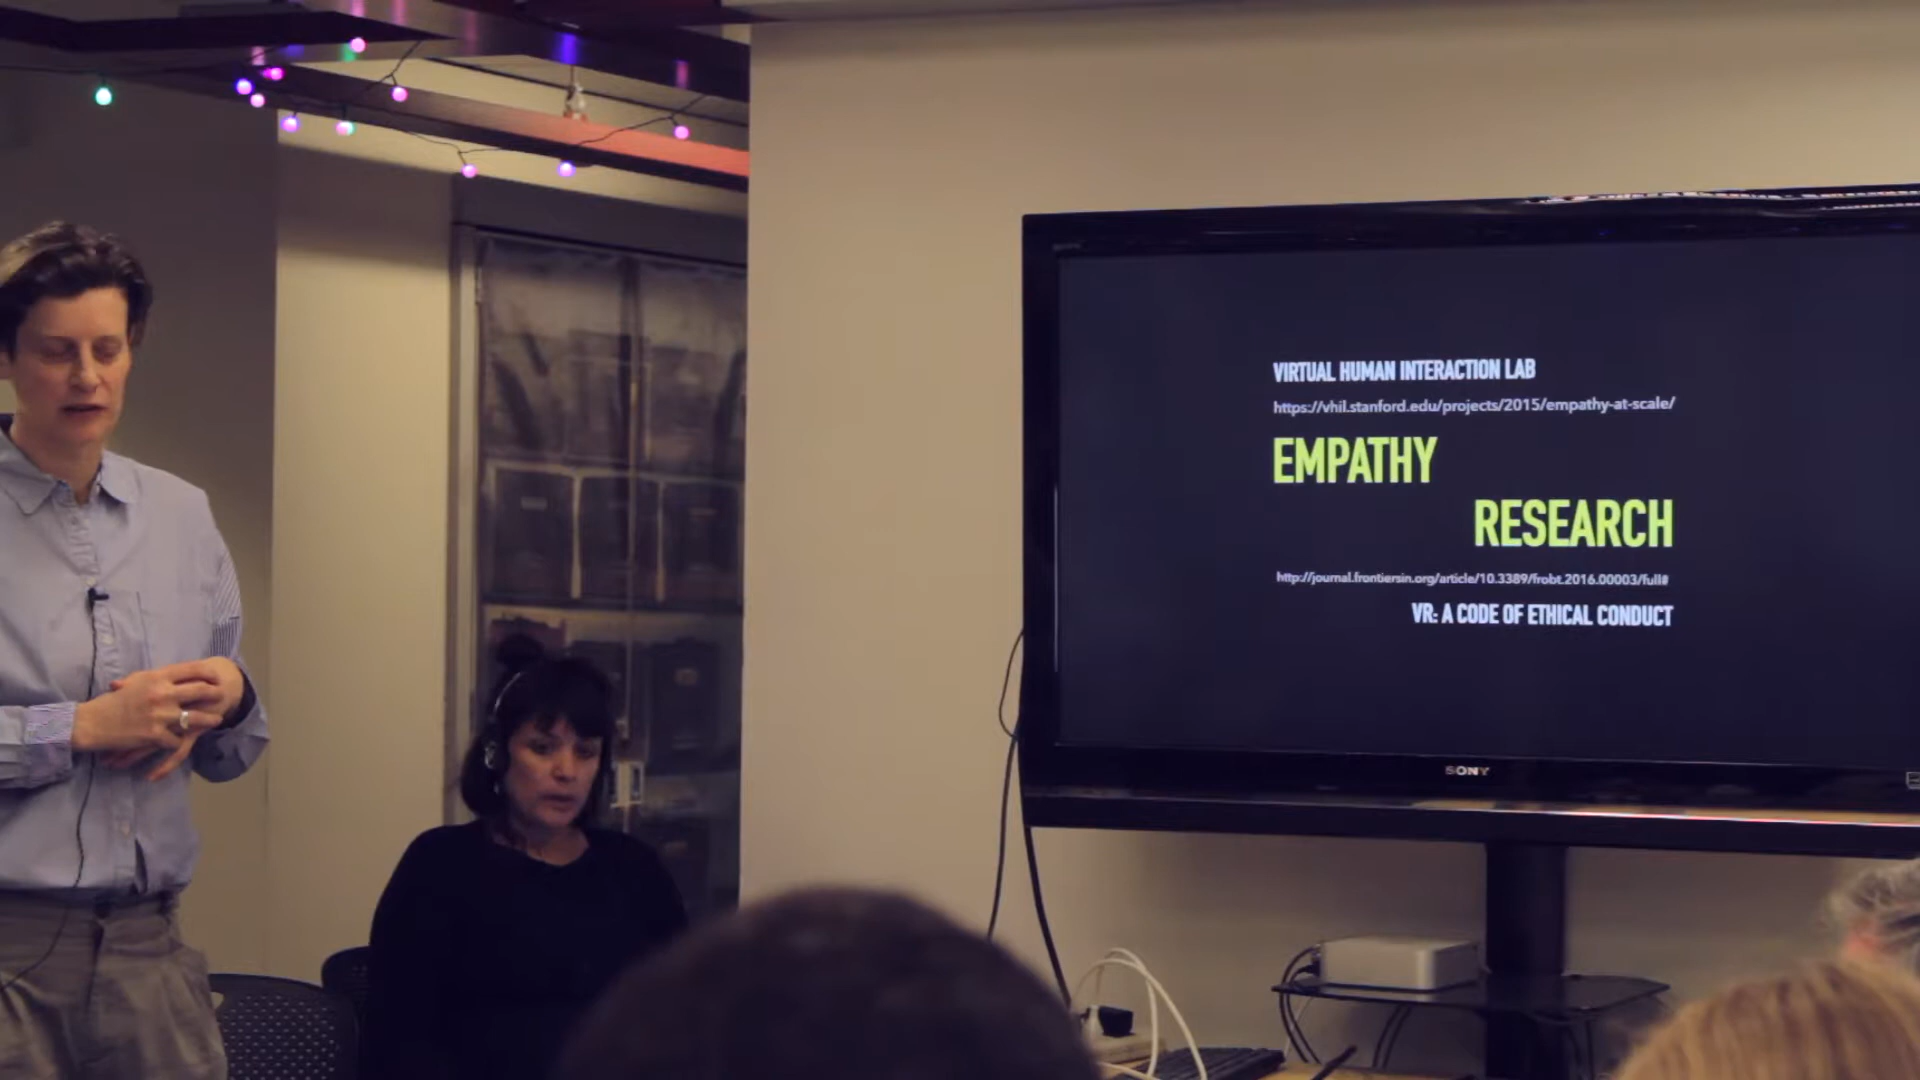 VIRTUAL HUMAN INTERACTION LAB
https://vhil.stanford.edu/projects/2015/empathy-at-scale/
EMPATHY
RESEARCH
http://journal.frontiersin.org/article/10.3389/frobt.2016.00003/full#
VR: A CODE OF ETHICAL CONDUCT
SONY